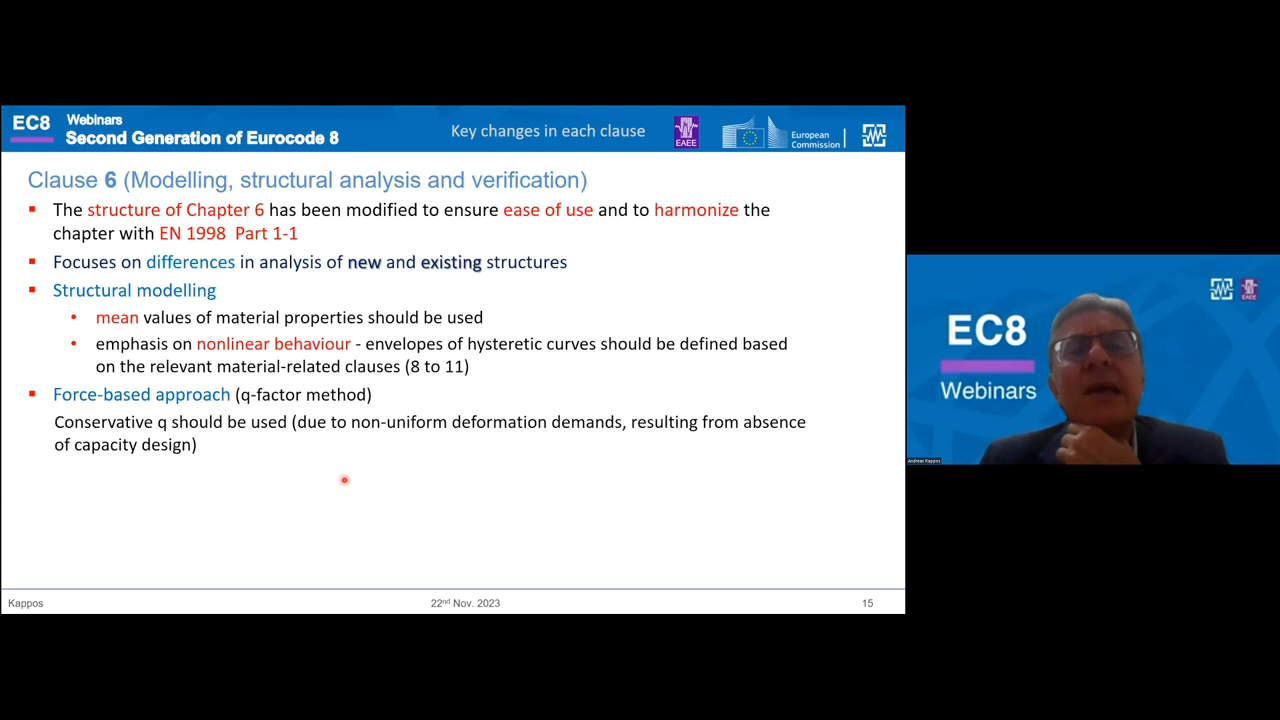 EC8
Webinars
Second Generation of Eurocode 8
Key changes in each clause
EAEE
European
Commission
Clause 6 (Modelling, structural analysis and verification)
The structure of Chapter 6 has been modified to ensure ease of use and to harmonize the
chapter with EN 1998 Part 1-1
Focuses on differences in analysis of new and existing structures
Structural modelling
mean values of material properties should be used
emphasis on nonlinear behaviour - envelopes of hysteretic curves should be defined based
on the relevant material-related clauses (8 to 11)
Force-based approach (q-factor method)
Conservative q should be used (due to non-uniform deformation demands, resulting from absence
of capacity design)
Kappos
22nd Nov. 2023
15
EAEE
EC8
Webinars
Andreas Kappos